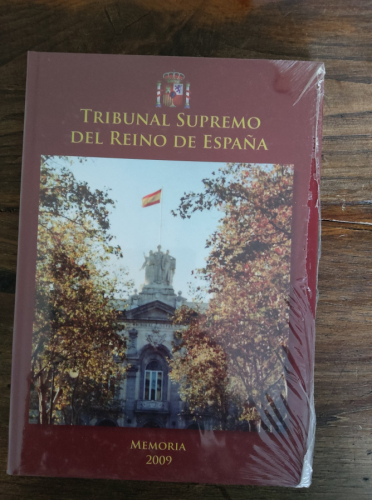 TRIBUNAL SUPREMO
DEL REINO DE ESPAÑA
MEMORIA
2009